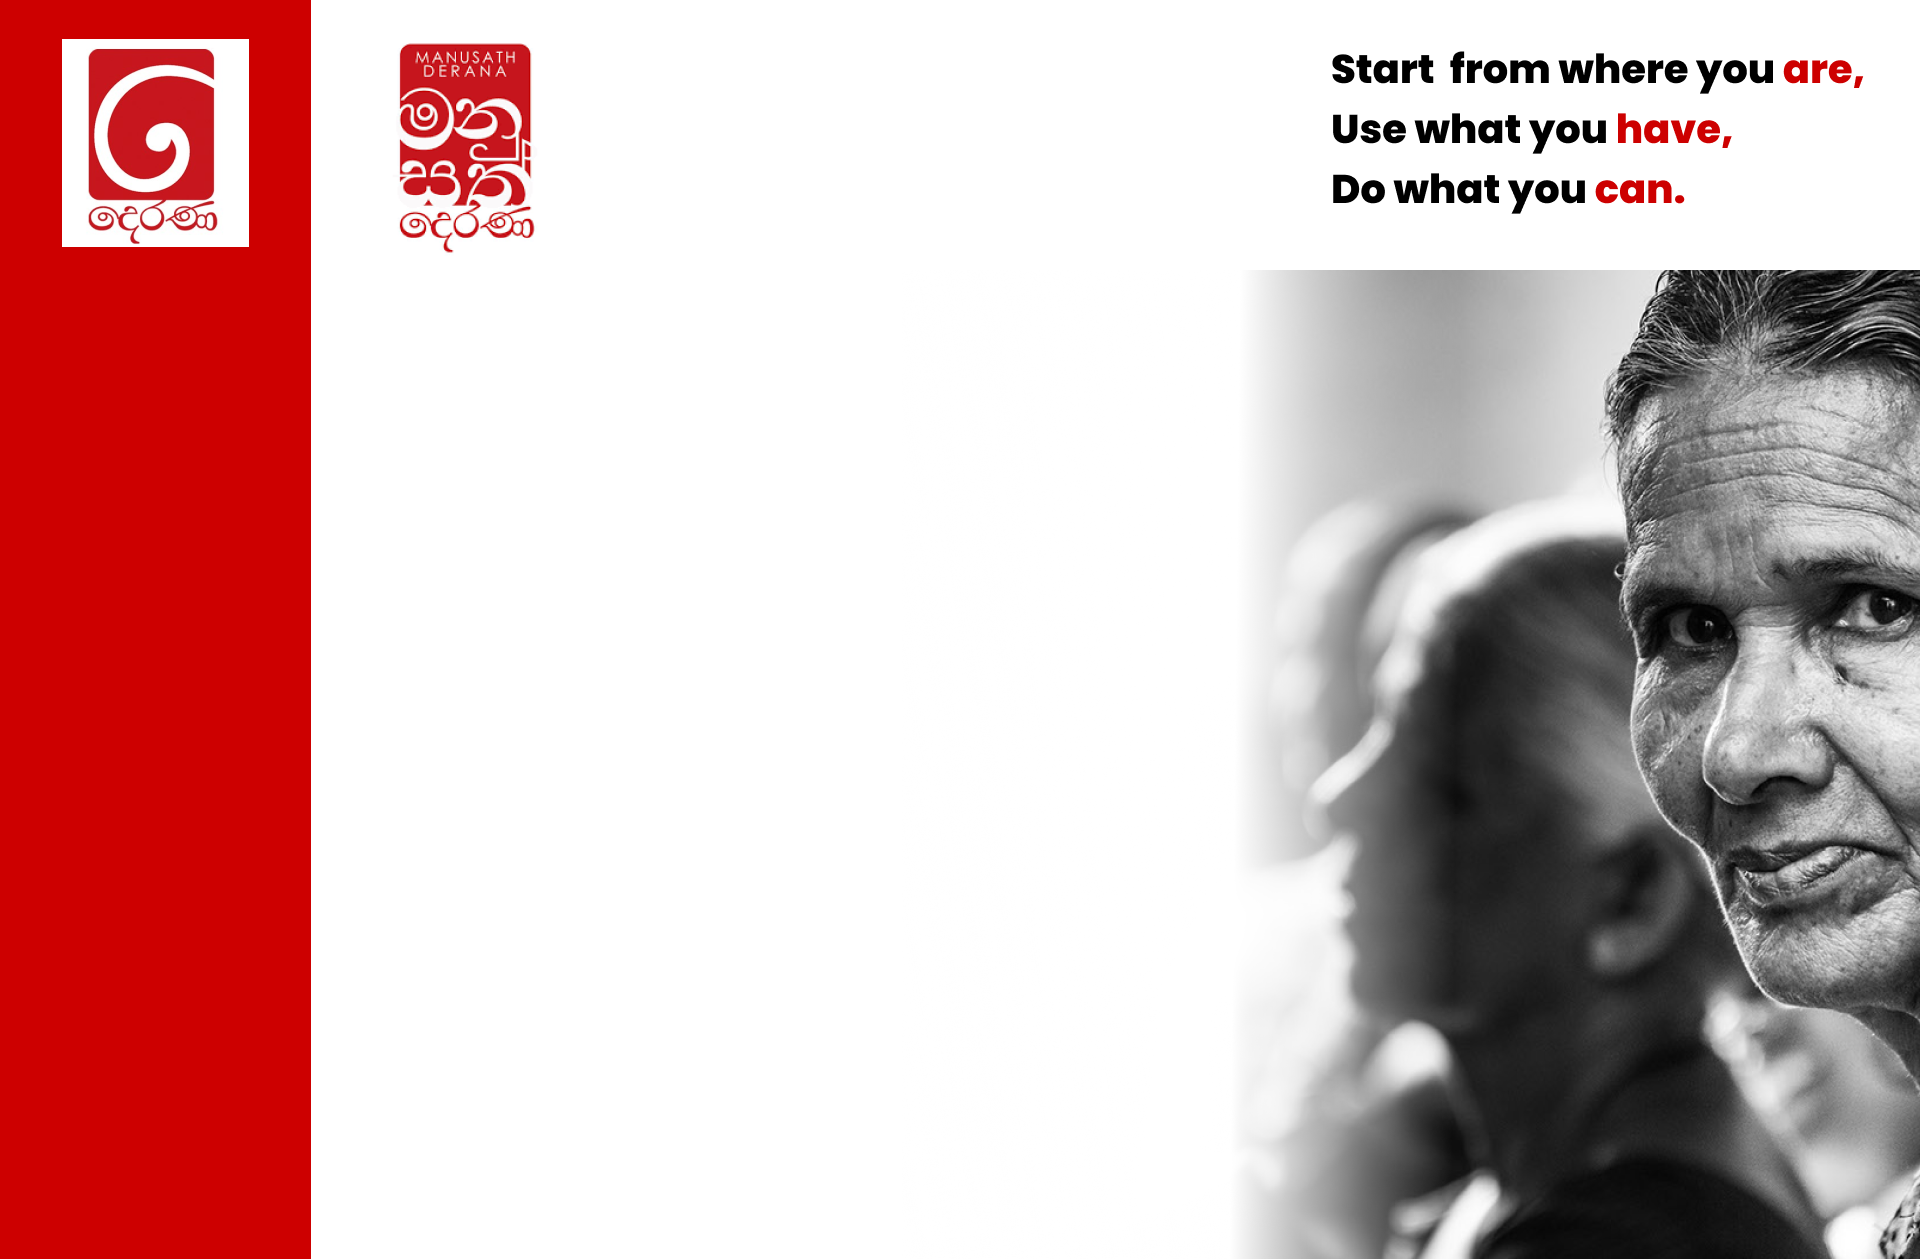 දෙරණ
MANUSATH
DERANA
මනු
සත්
දෙරණ
Start from where you are,
Use what you have,
Do what you can.